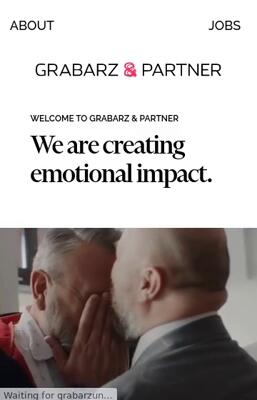 ABOUT
JOBS
GRABARZ & PARTNER
WELCOME TO GRABARZ & PARTNER
We are creating
emotional impact.
Waiting for grabarzun...